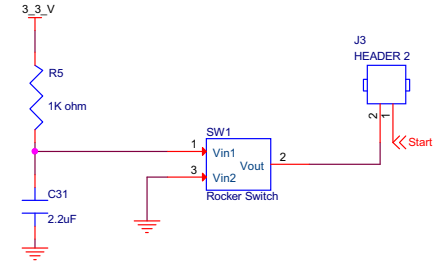 3_3_V
R5
1K ohm
C31
2.2uF
SW1
1
Vin1
3
Vin2
Vout
2
Rocker Switch
J3
HEADER 2
2
1
Start